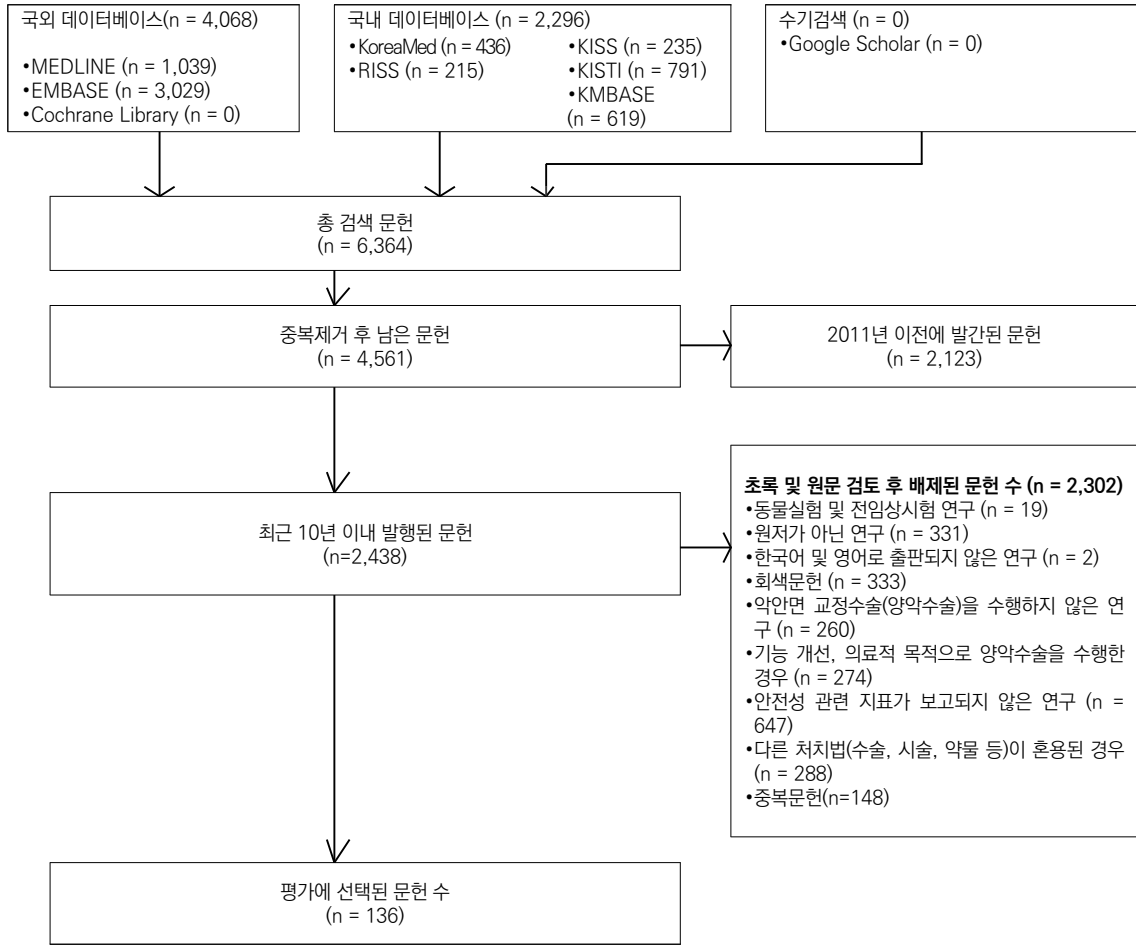 국외 데이터베이스(n = 4,068)
•MEDLINE (n = 1,039)
•EMBASE (n = 3,029)
•Cochrane Library (n = 0)
국내 데이터베이스 (n = 2,296)
•KoreaMed (n = 436)
•RISS (n = 215)
•KISS (n = 235)
•KISTI (n = 791)
•KMBASE
(n = 619)
수기검색 (n = 0)
•Google Scholar (n = 0)
총 검색 문헌
(n = 6,364)
중복제거 후 남은 문헌
(n = 4,561)
2011년 이전에 발간된 문헌
(n = 2,123)
최근 10년 이내 발행된 문헌
(n=2,438)
초록 및 원문 검토 후 배제된 문헌 수 (n = 2,302)
•동물실험 및 전임상시험 연구 (n = 19)
•원저가 아닌 연구 (n = 331)
•한국어 및 영어로 출판되지 않은 연구 (n = 2)
•회색문헌 (n = 333)
•악안면 교정수술(양악수술)을 수행하지 않은 연
구 (n = 260)
•기능 개선, 의료적 목적으로 양악수술을 수행한
경우 (n = 274)
•안전성 관련 지표가 보고되지 않은 연구 (n =
647)
•다른 처치법(수술, 시술, 약물 등)이 혼용된 경우
(n = 288)
•중복문헌(n=148)
평가에 선택된 문헌 수
(n = 136)